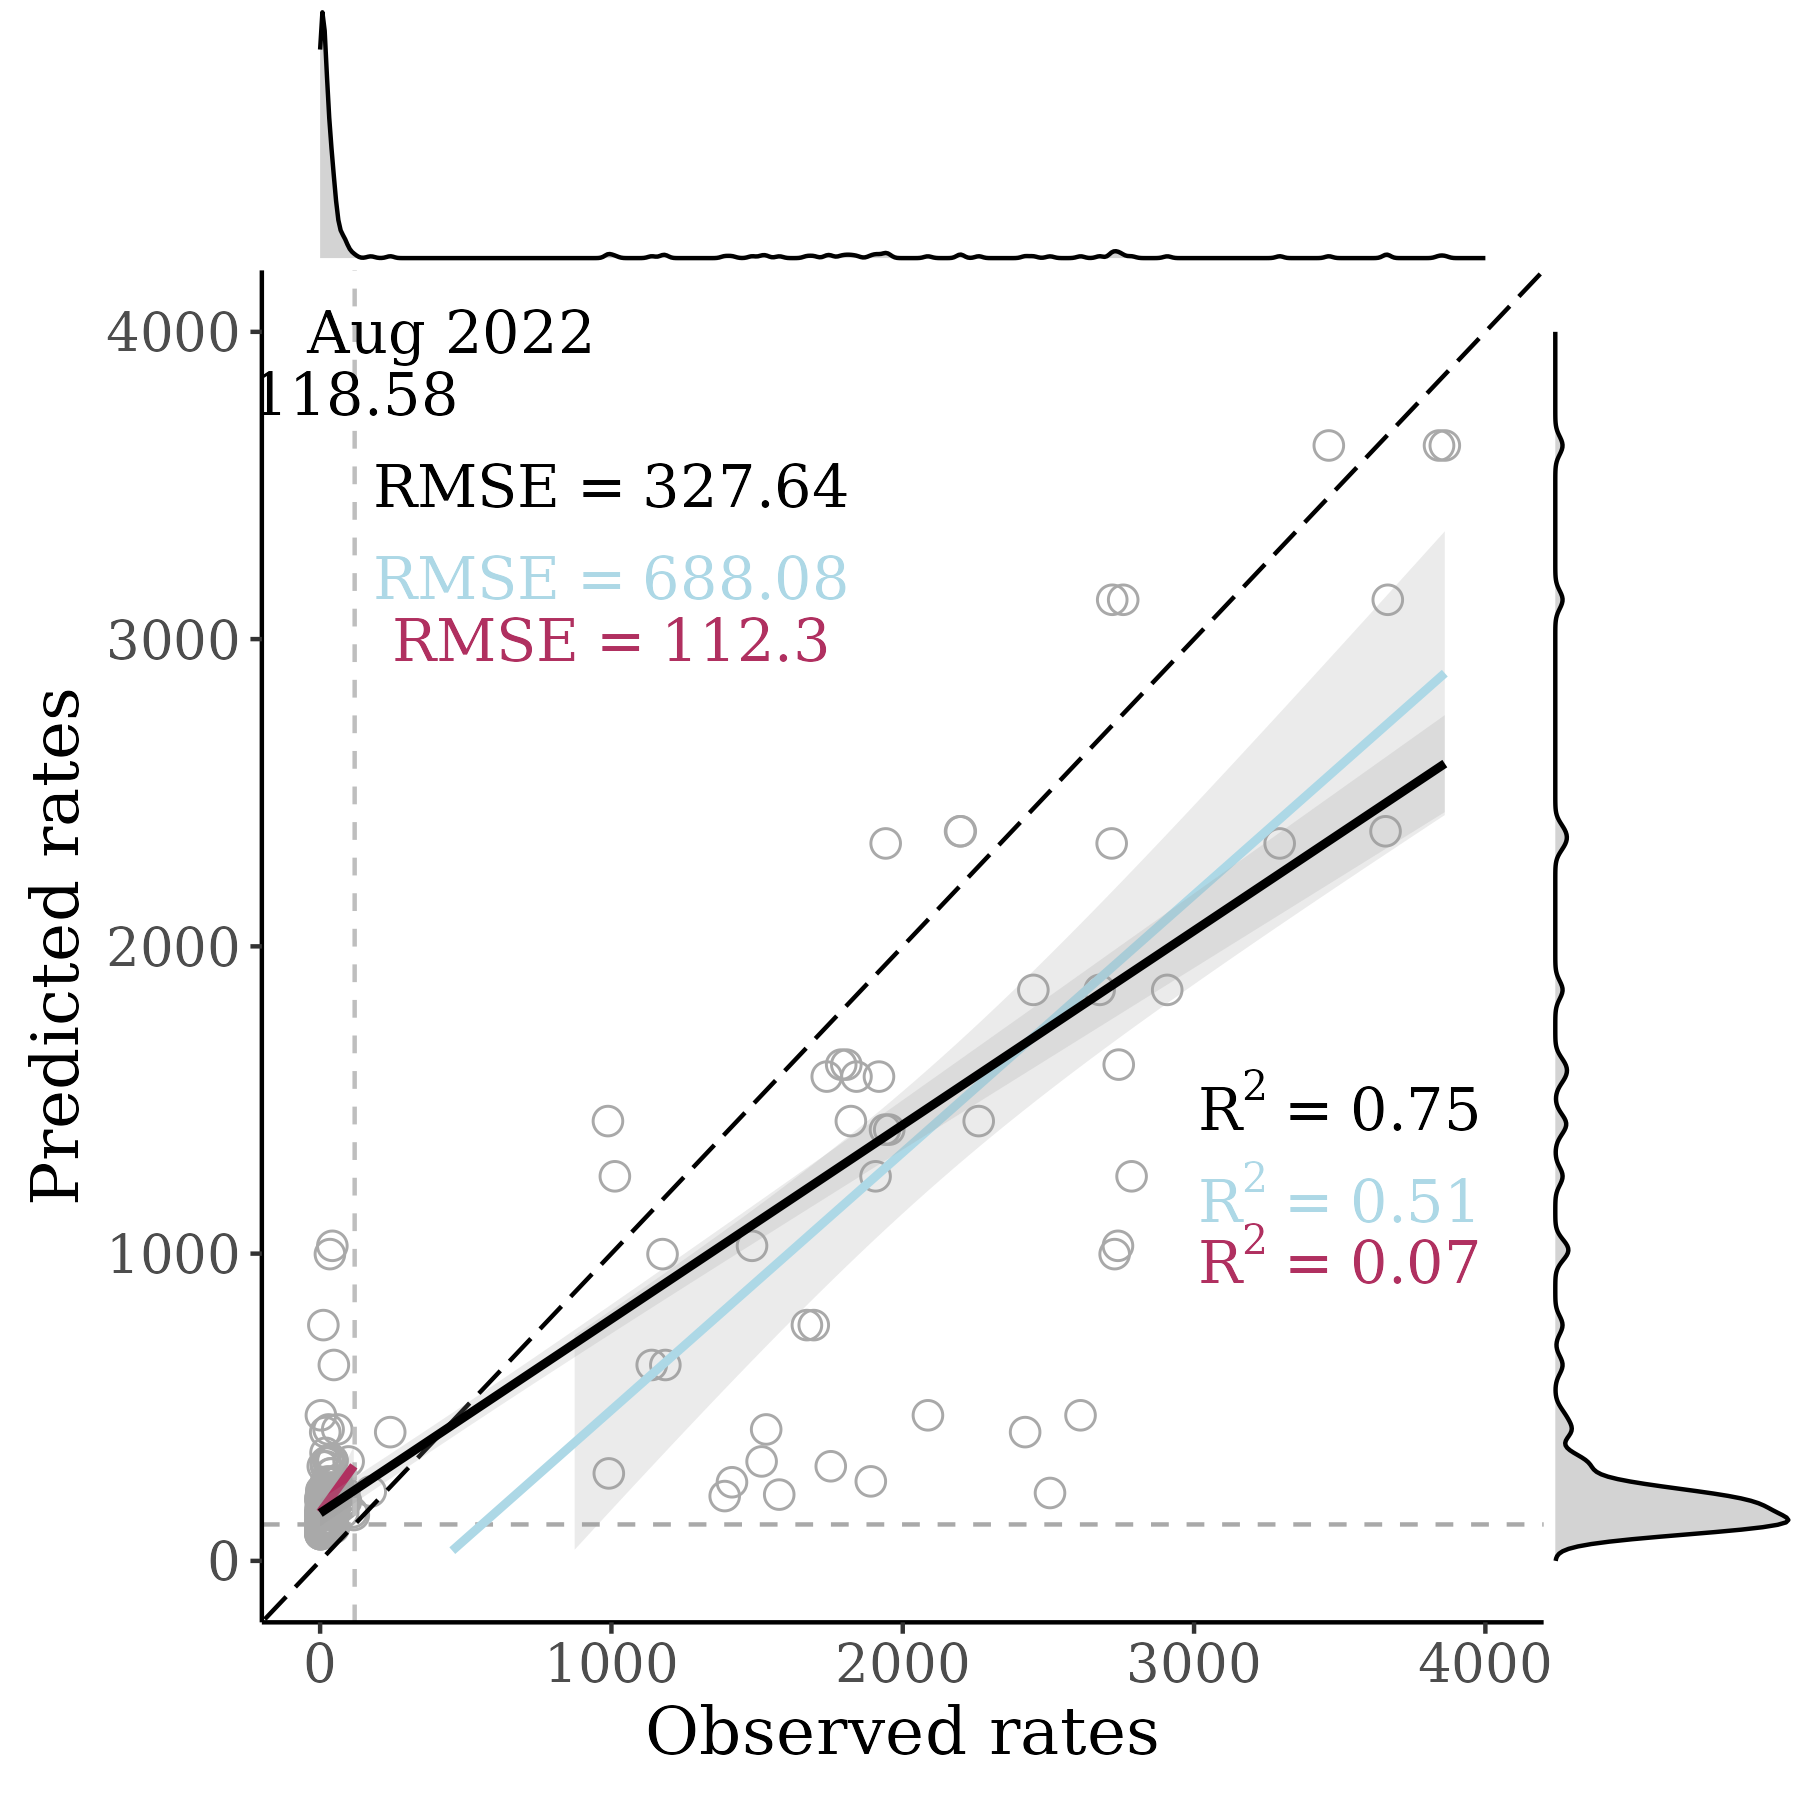 Aug 2022
118.58
RMSE = 327.64
RMSE = 688.08
RMSE = 112.3
R² = 0.75
R² = 0.51
R² = 0.07
4000
3000
2000
1000
0
Predicted rates
0 1000 2000 3000 4000
Observed rates